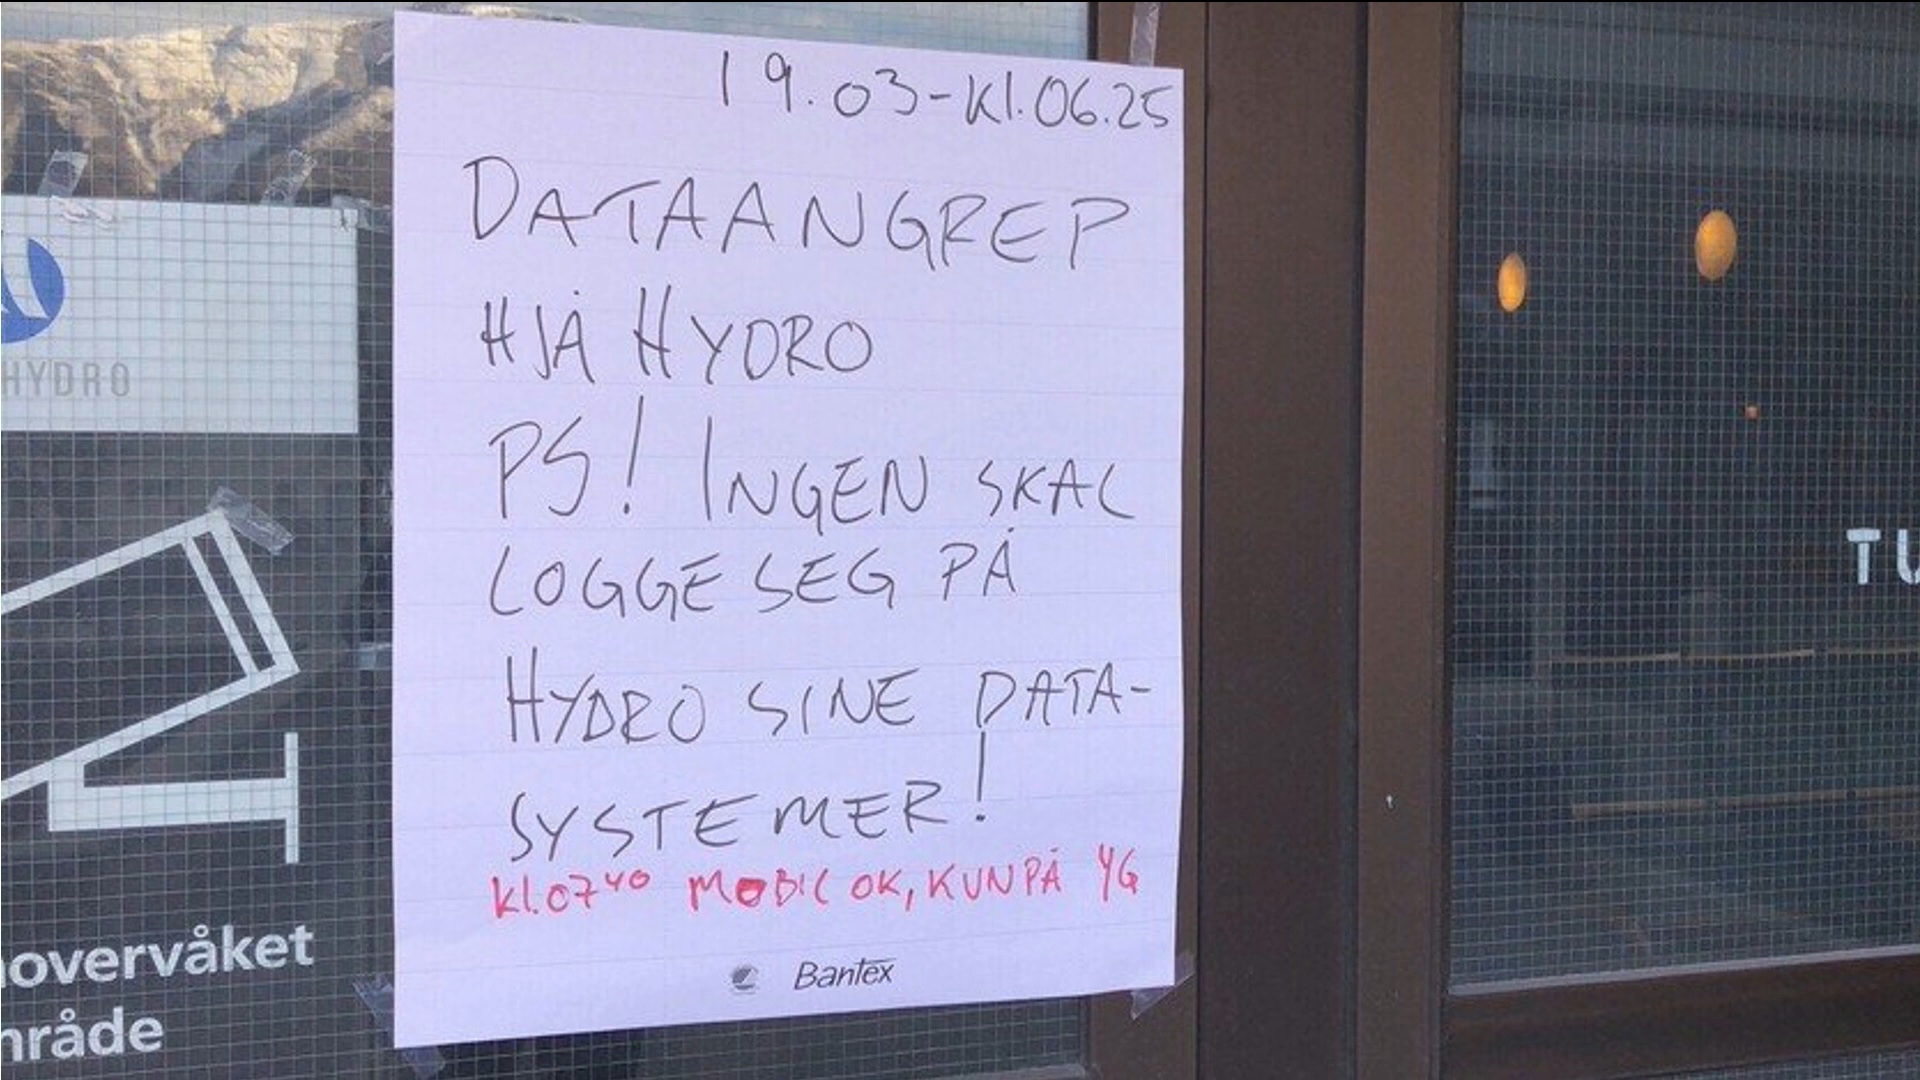 19.03-Kl.06.25
DATAANGREP
HJÅ HYDRO
PS! INGEN SKAL
LOGGE SEG PÅ
HYDRO SINE DATA-
SYSTEMER!
Kl.07⁴⁰ MOBIL OK, KUN PÅ 4G
Bantex
HYDRO
overvåket
område
TU